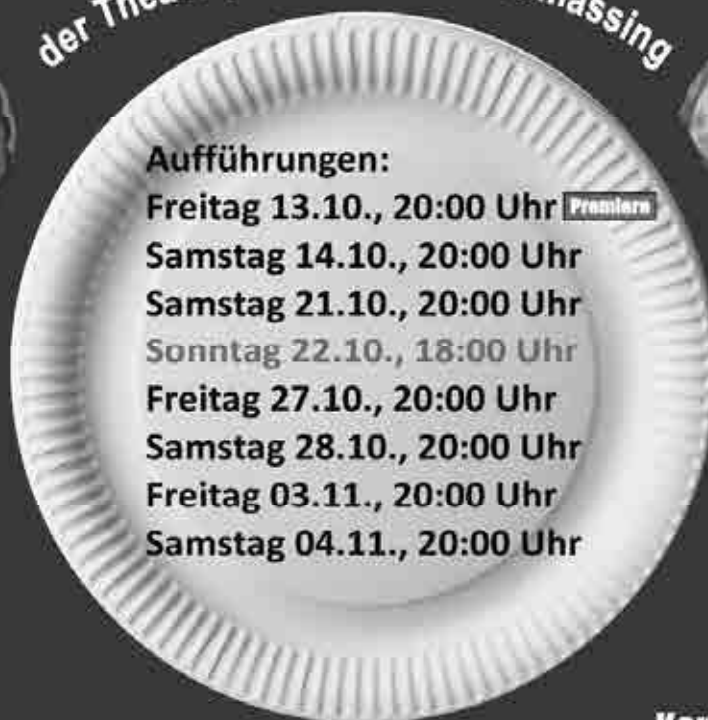 der
Aufführungen:
Freitag 13.10., 20:00 Uhr Premiere
Samstag 14.10., 20:00 Uhr
Samstag 21.10., 20:00 Uhr
Sonntag 22.10., 18:00 Uhr
Freitag 27.10., 20:00 Uhr
Samstag 28.10., 20:00 Uhr
Freitag 03.11., 20:00 Uhr
Samstag 04.11., 20:00 Uhr